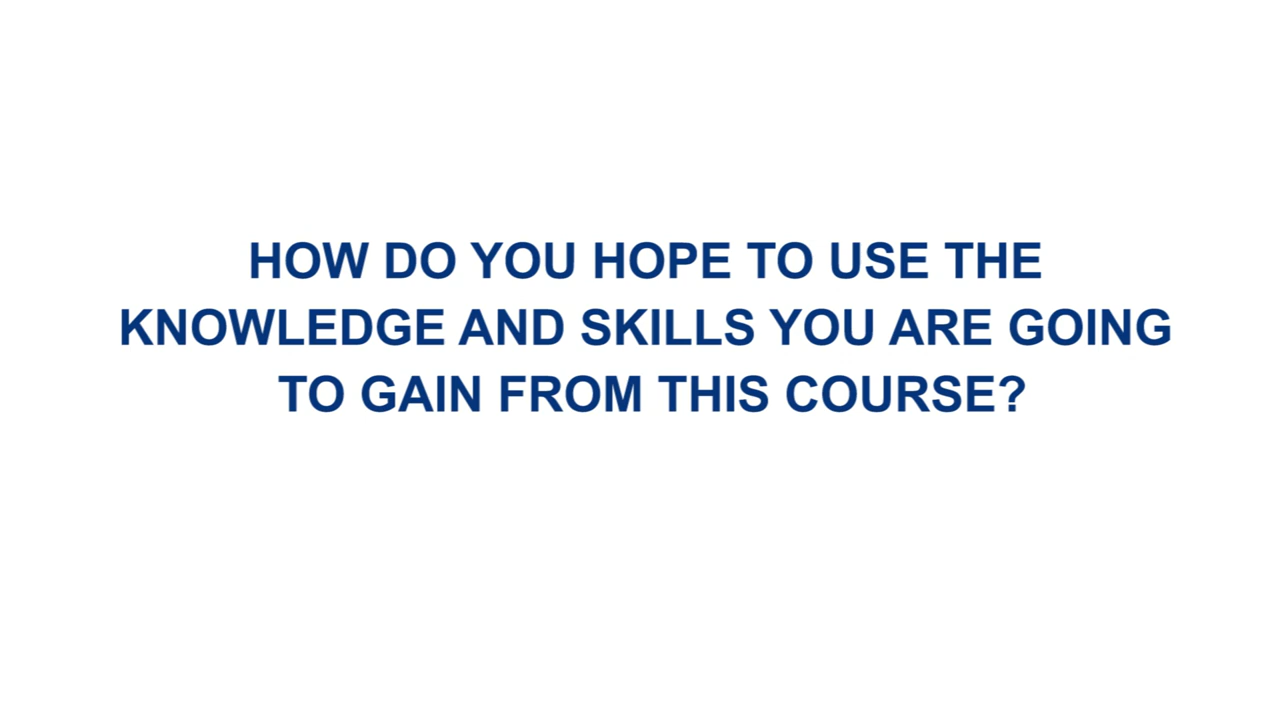 HOW DO YOU HOPE TO USE THE
KNOWLEDGE AND SKILLS YOU ARE GOING
TO GAIN FROM THIS COURSE?